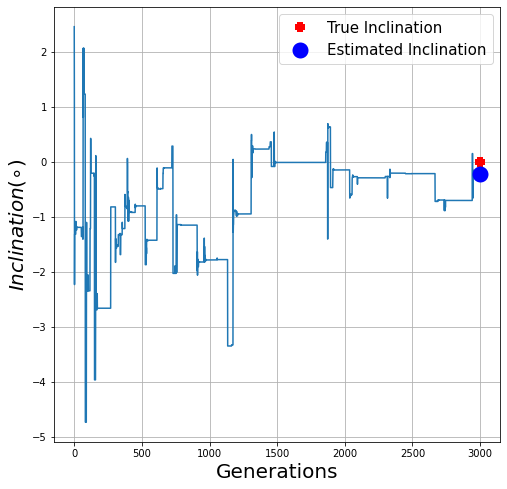 True Inclination
Estimated Inclination
2
1
0
−1
−2
−3
−4
−5
Inclination(∘)
0 500 1000 1500 2000 2500 3000
Generations